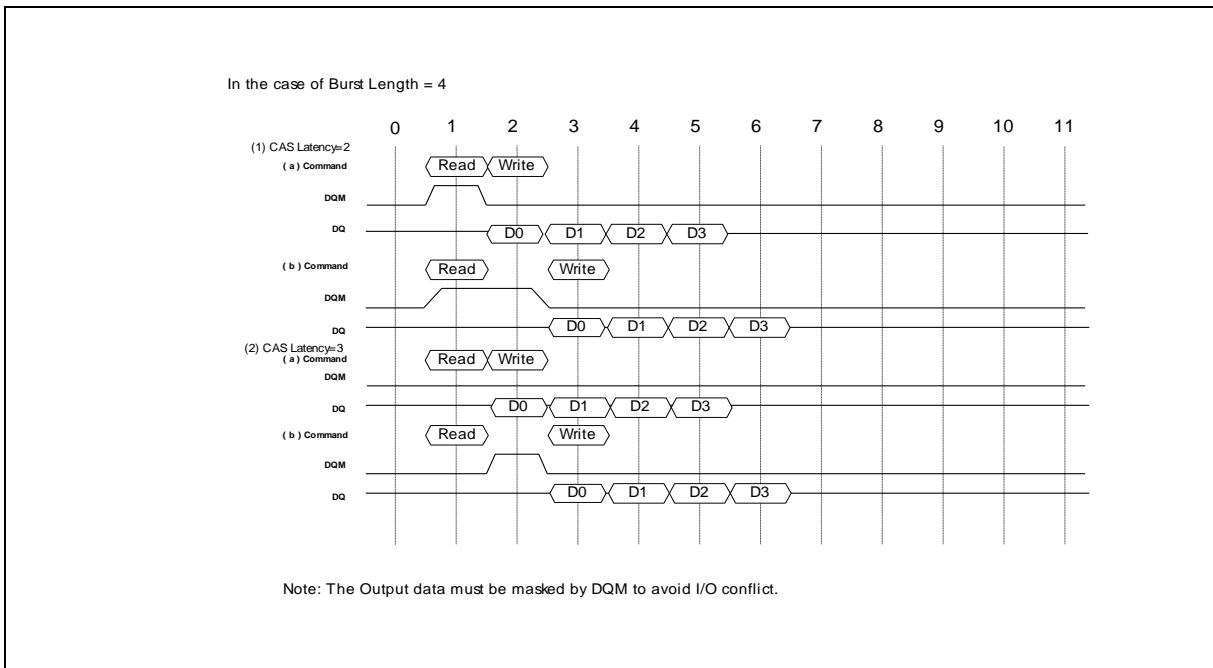 In the case of Burst Length = 4
0 1 2 3 4 5 6 7 8 9 10 11
(1) CAS Latency=2
( a ) Command Read Write
DQM
DQ D0 D1 D2 D3
( b ) Command Read Write
DQM
DQ D0 D1 D2 D3
(2) CAS Latency=3
( a ) Command Read Write
DQM
DQ D0 D1 D2 D3
( b ) Command Read Write
DQM
DQ D0 D1 D2 D3
Note: The Output data must be masked by DQM to avoid I/O conflict.